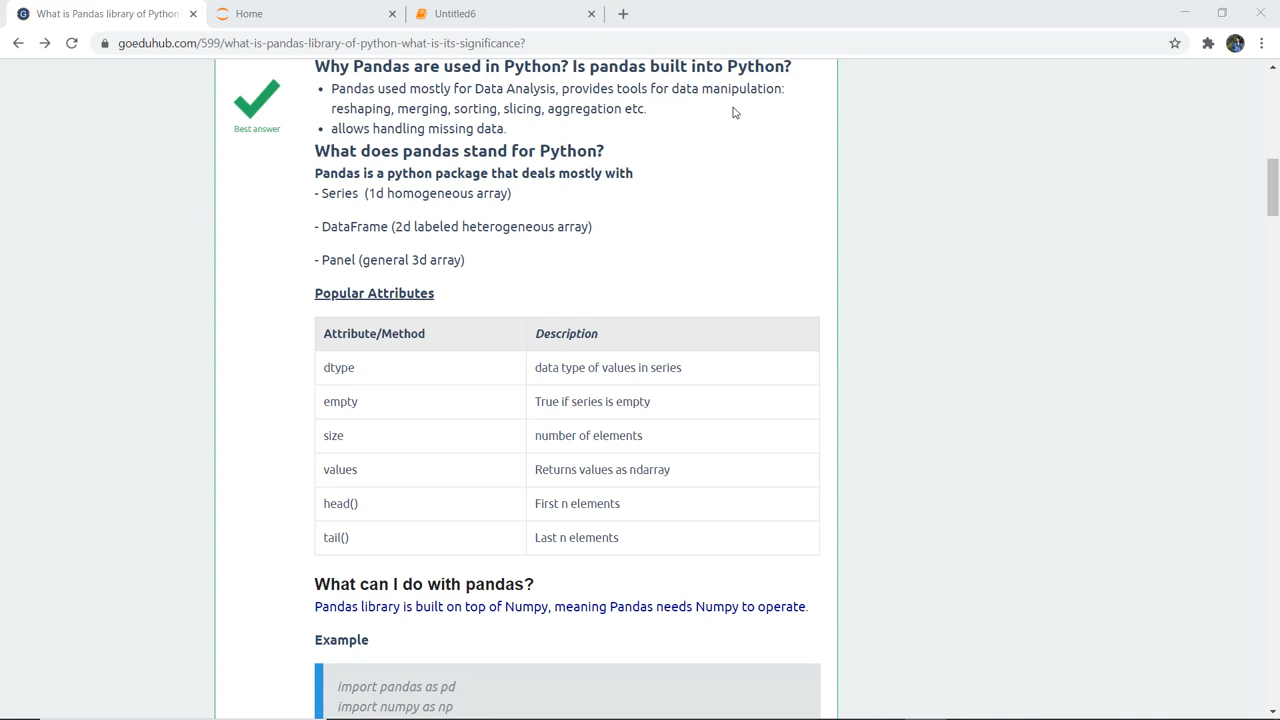 What is Pandas library of Python
Home
Untitled6
goeduhub.com/599/what-is-pandas-library-of-python-what-is-its-significance?
Why Pandas are used in Python? Is pandas built into Python?
Best answer
• Pandas used mostly for Data Analysis, provides tools for data manipulation:
reshaping, merging, sorting, slicing, aggregation etc.
• allows handling missing data.
What does pandas stand for Python?
Pandas is a python package that deals mostly with
- Series (1d homogeneous array)
- DataFrame (2d labeled heterogeneous array)
- Panel (general 3d array)
Popular Attributes
Attribute/Method Description
dtype data type of values in series
empty True if series is empty
size number of elements
values Returns values as ndarray
head() First n elements
tail() Last n elements
What can I do with pandas?
Pandas library is built on top of Numpy, meaning Pandas needs Numpy to operate.
Example
import pandas as pd
import numpy as np